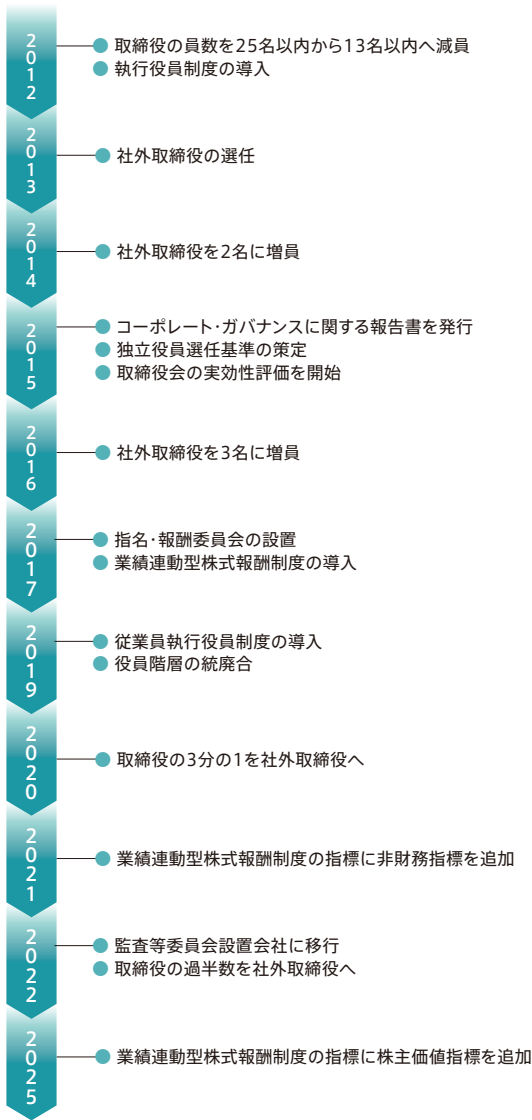 2012
● 取締役の員数を25名以内から13名以内へ減員
● 執行役員制度の導入
2013
● 社外取締役の選任
2014
● 社外取締役を2名に増員
2015
● コーポレート・ガバナンスに関する報告書を発行
● 独立役員選任基準の策定
● 取締役会の実効性評価を開始
2016
● 社外取締役を3名に増員
2017
● 指名・報酬委員会の設置
● 業績連動型株式報酬制度の導入
2019
● 従業員執行役員制度の導入
● 役員階層の統廃合
2020
● 取締役の3分の1を社外取締役へ
2021
● 業績連動型株式報酬制度の指標に非財務指標を追加
2022
● 監査等委員会設置会社に移行
● 取締役の過半数を社外取締役へ
2025
● 業績連動型株式報酬制度の指標に株主価値指標を追加